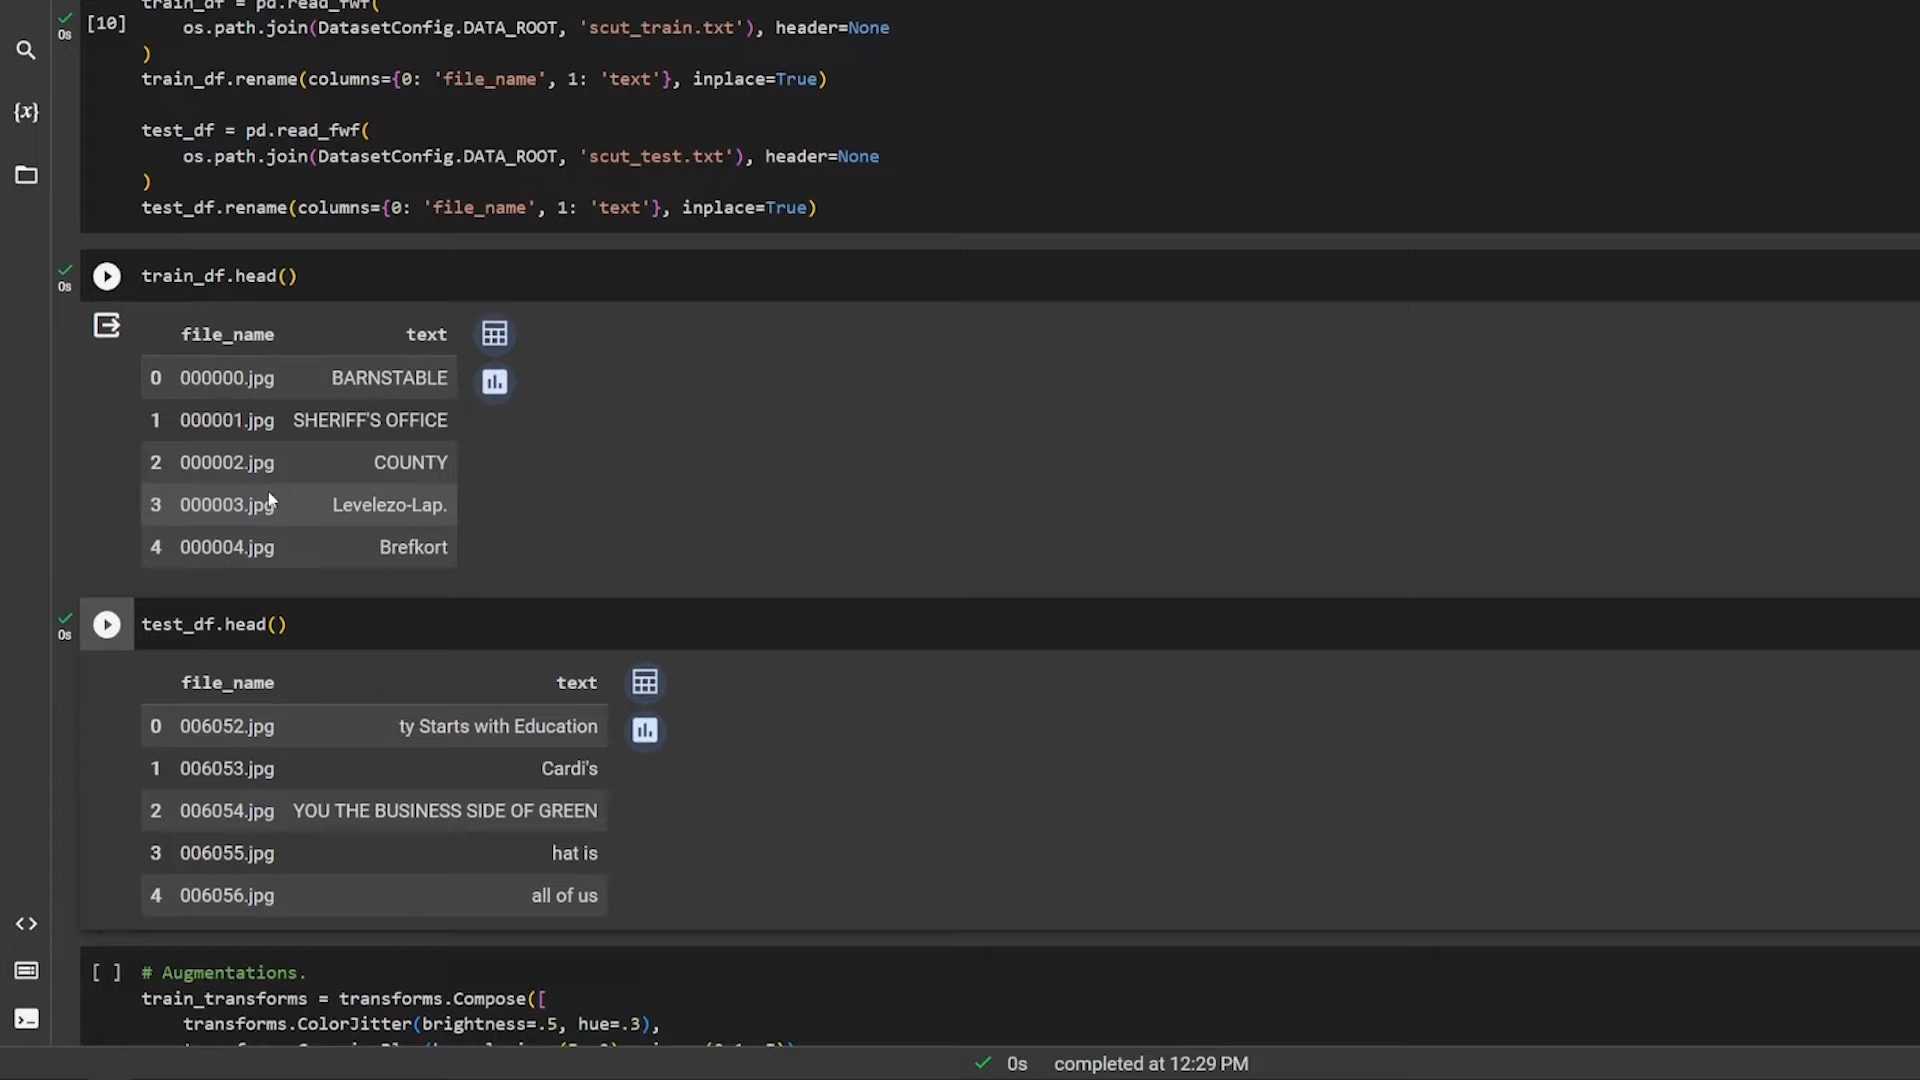 train_df = pd.read_fwf(
0s
[10]
os.path.join(DatasetConfig.DATA_ROOT, 'scut_train.txt'), header=None
)
train_df.rename(columns={0: 'file_name', 1: 'text'}, inplace=True)
{x}
test_df = pd.read_fwf(
os.path.join(DatasetConfig.DATA_ROOT, 'scut_test.txt'), header=None
)
test_df.rename(columns={0: 'file_name', 1: 'text'}, inplace=True)
train_df.head()
0s
file_name text
0 000000.jpg BARNSTABLE
1 000001.jpg SHERIFF'S OFFICE
2 000002.jpg COUNTY
3 000003.jpg Levelezo-Lap.
4 000004.jpg Brefkort
test_df.head()
0s
file_name text
0 006052.jpg ty Starts with Education
1 006053.jpg Cardi's
2 006054.jpg YOU THE BUSINESS SIDE OF GREEN
3 006055.jpg hat is
4 006056.jpg all of us
[ ] # Augmentations.
train_transforms = transforms.Compose([
transforms.ColorJitter(brightness=.5, hue=.3),
0s completed at 12:29 PM